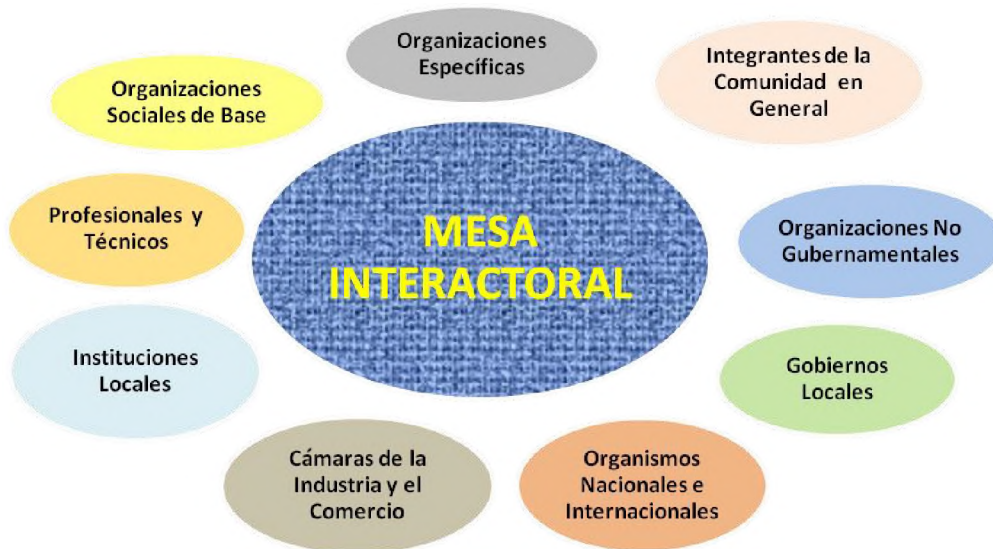 Organizaciones
Específicas
Integrantes de la
Comunidad en
General
Organizaciones
Sociales de Base
MESA
INTERACTORAL
Profesionales y
Técnicos
Organizaciones No
Gubernamentales
Instituciones
Locales
Gobiernos
Locales
Cámaras de la
Industria y el
Comercio
Organismos
Nacionales e
Internacionales